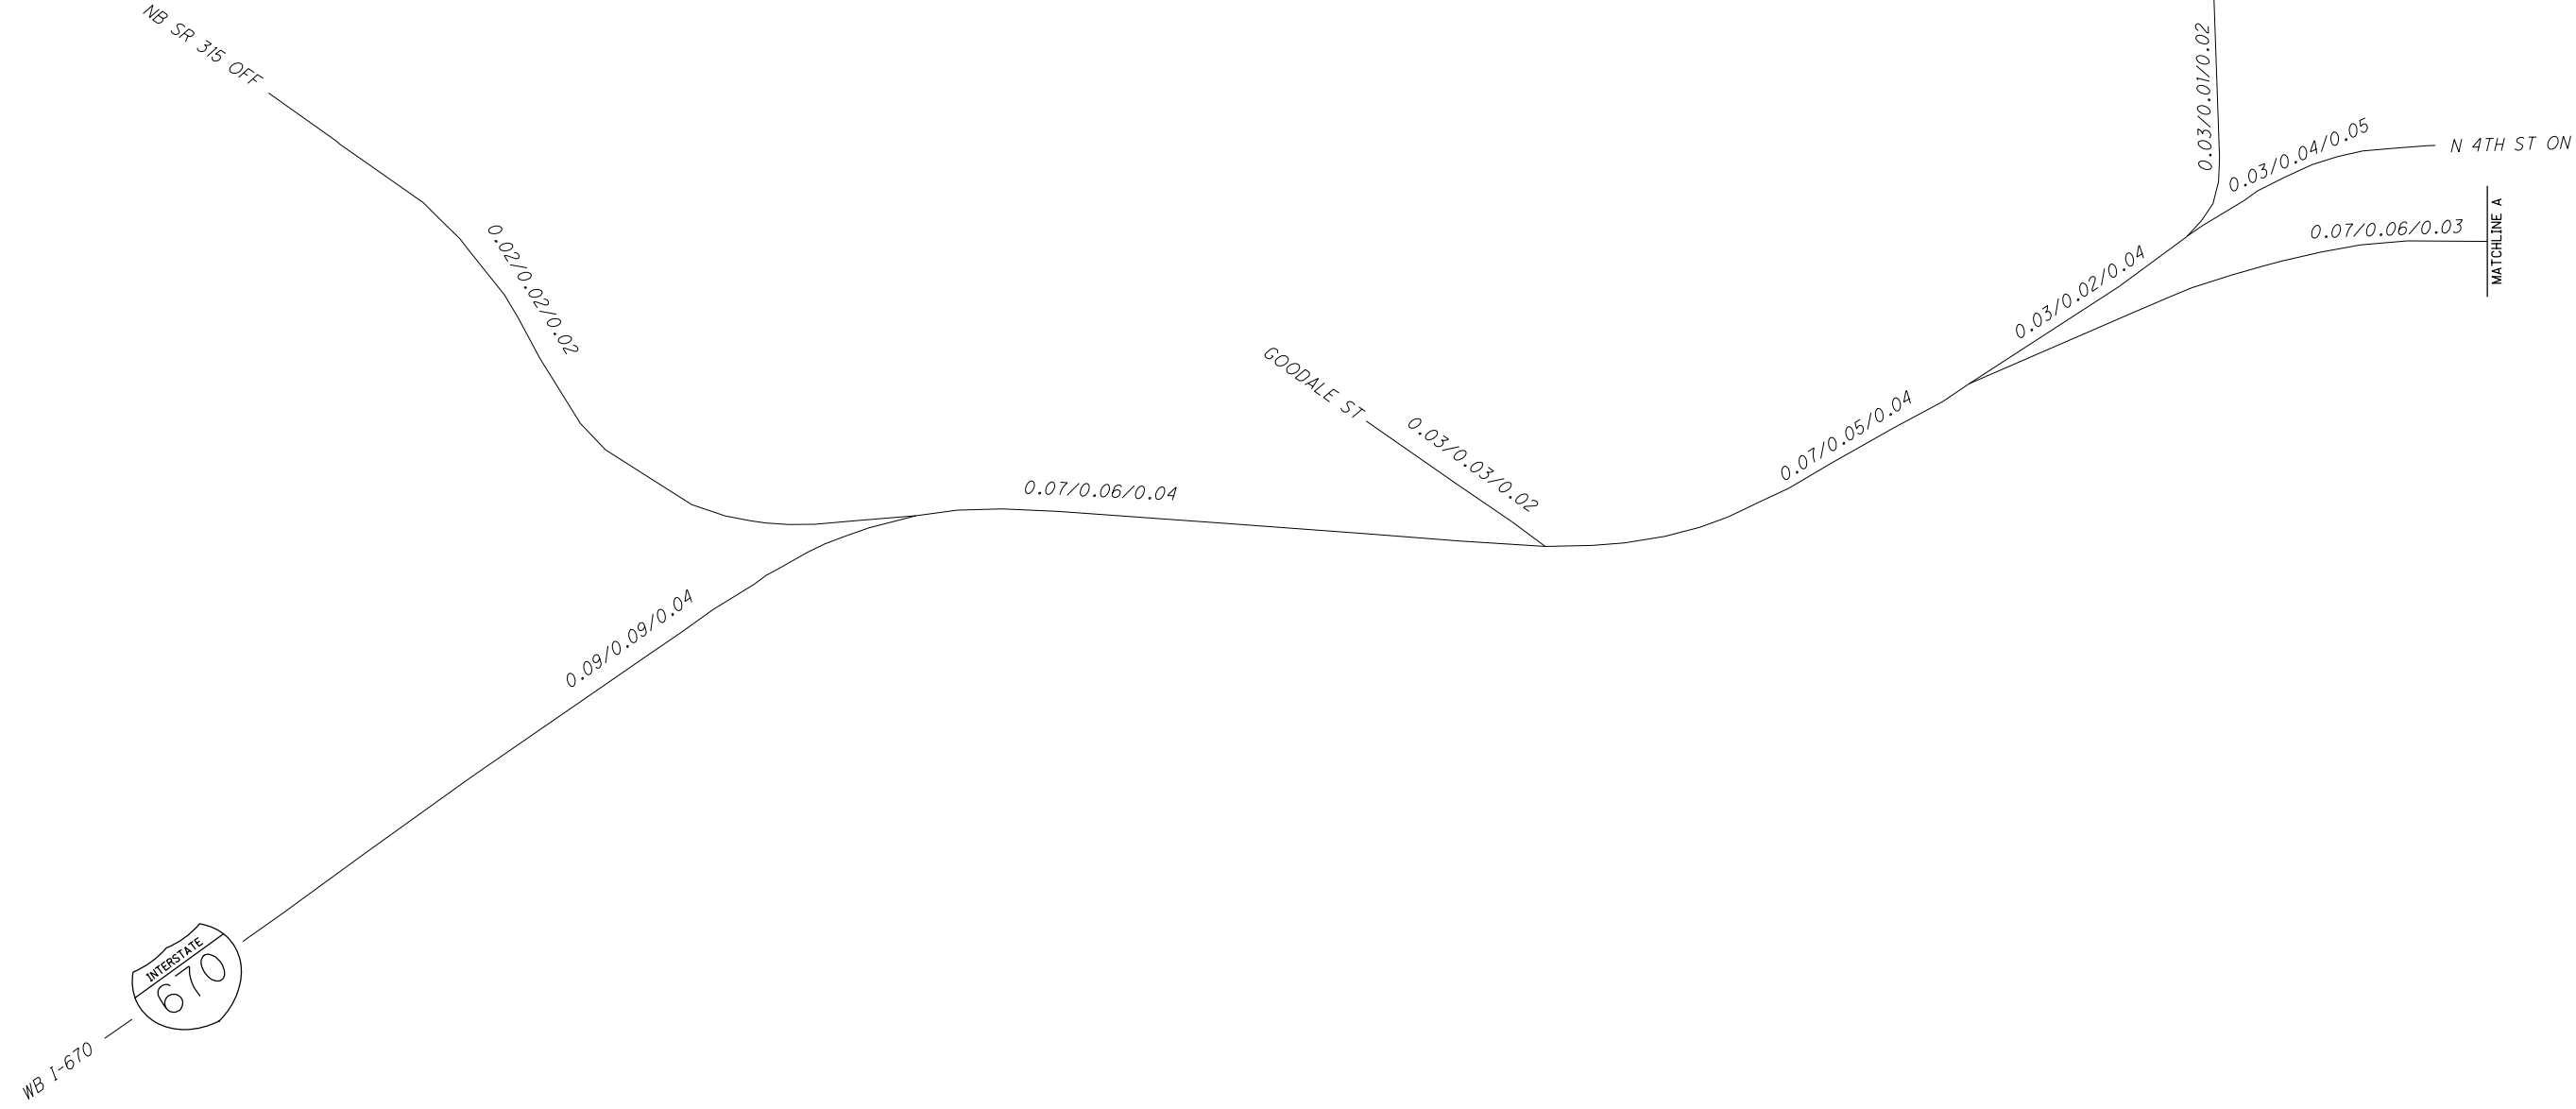 NB SR 315 OFF
0.03/0.01/0.02
0.03/0.04/0.05
N 4TH ST ON
0.07/0.06/0.03
MATCHLINE A
0.02/0.02/0.02
0.03/0.02/0.04
GOODALE ST
0.03/0.03/0.02
0.07/0.05/0.04
0.07/0.06/0.04
0.09/0.09/0.04
INTERSTATE
670
WB I-670